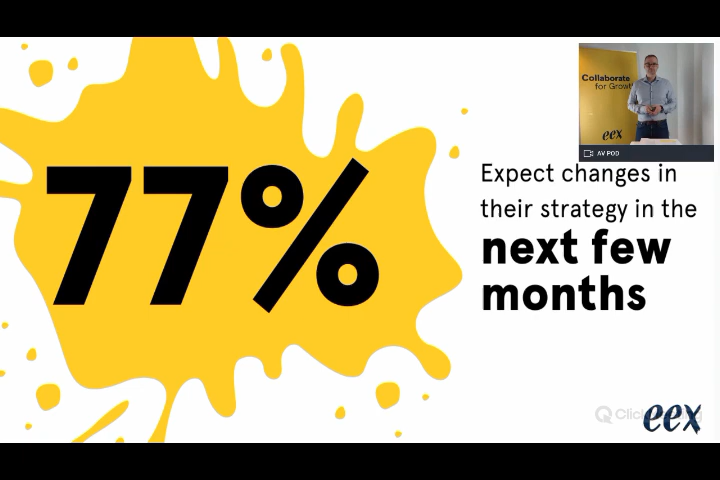 77%
Expect changes in
their strategy in the
next few
months
Collaborate
for Growth
eex
AV POD
eex